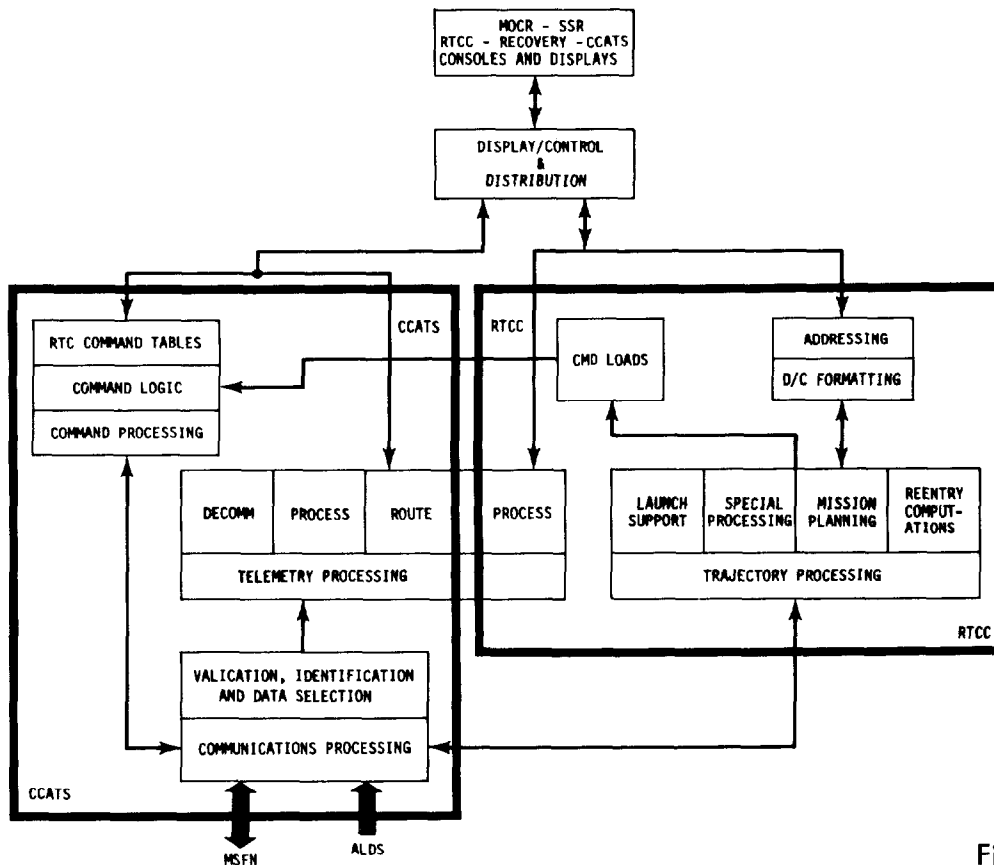 MOCR - SSR
RTCC - RECOVERY -CCATS
CONSOLES AND DISPLAYS
DISPLAY/CONTROL
&
DISTRIBUTION
CCATS
RTCC
RTC COMMAND TABLES
COMMAND LOGIC
COMMAND PROCESSING
CMD LOADS
ADDRESSING
D/C FORMATTING
DECOMM
PROCESS
ROUTE
PROCESS
TELEMETRY PROCESSING
LAUNCH
SUPPORT
SPECIAL
PROCESSING
MISSION
PLANNING
REENTRY
COMPUT-
ATIONS
TRAJECTORY PROCESSING
RTCC
VALICATION, IDENTIFICATION
AND DATA SELECTION
COMMUNICATIONS PROCESSING
CCATS
MSFN
ALDS